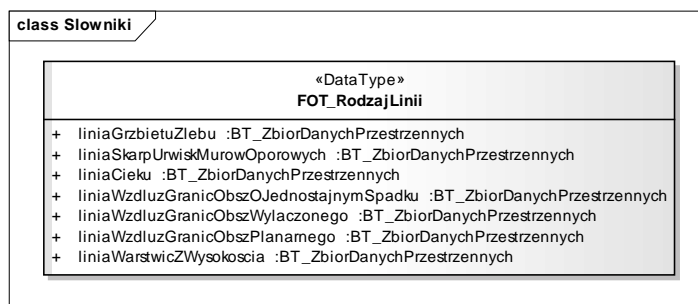 class Slowniki
«DataType»
FOT_RodzajLinii
+ liniaGrzbietuZlebu :BT_ZbiorDanychPrzestrzennych
+ liniaSkarpUrwiskMurowOporowych :BT_ZbiorDanychPrzestrzennych
+ liniaCieku :BT_ZbiorDanychPrzestrzennych
+ liniaWzdluzGranicObszOJednostajnymSpadku :BT_ZbiorDanychPrzestrzennych
+ liniaWzdluzGranicObszWylaczonego :BT_ZbiorDanychPrzestrzennych
+ liniaWzdluzGranicObszPlanarnego :BT_ZbiorDanychPrzestrzennych
+ liniaWarstwicZWysokoscia :BT_ZbiorDanychPrzestrzennych